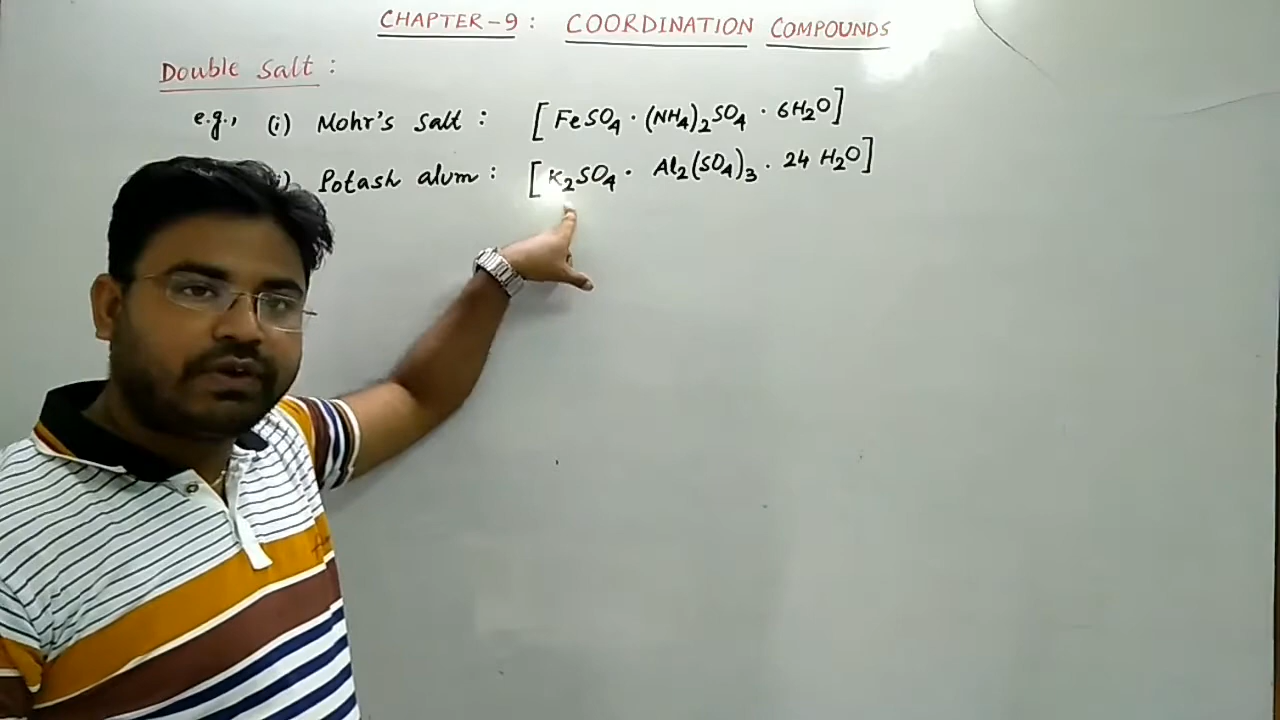 CHAPTER-9 : COORDINATION COMPOUNDS
Double Salt :
e.g., (i) Mohr's Salt : [FeSO₄ · (NH₄)₂SO₄ · 6H₂O]
) Potash alum : [K₂SO₄ · Al₂(SO₄)₃ · 24 H₂O]